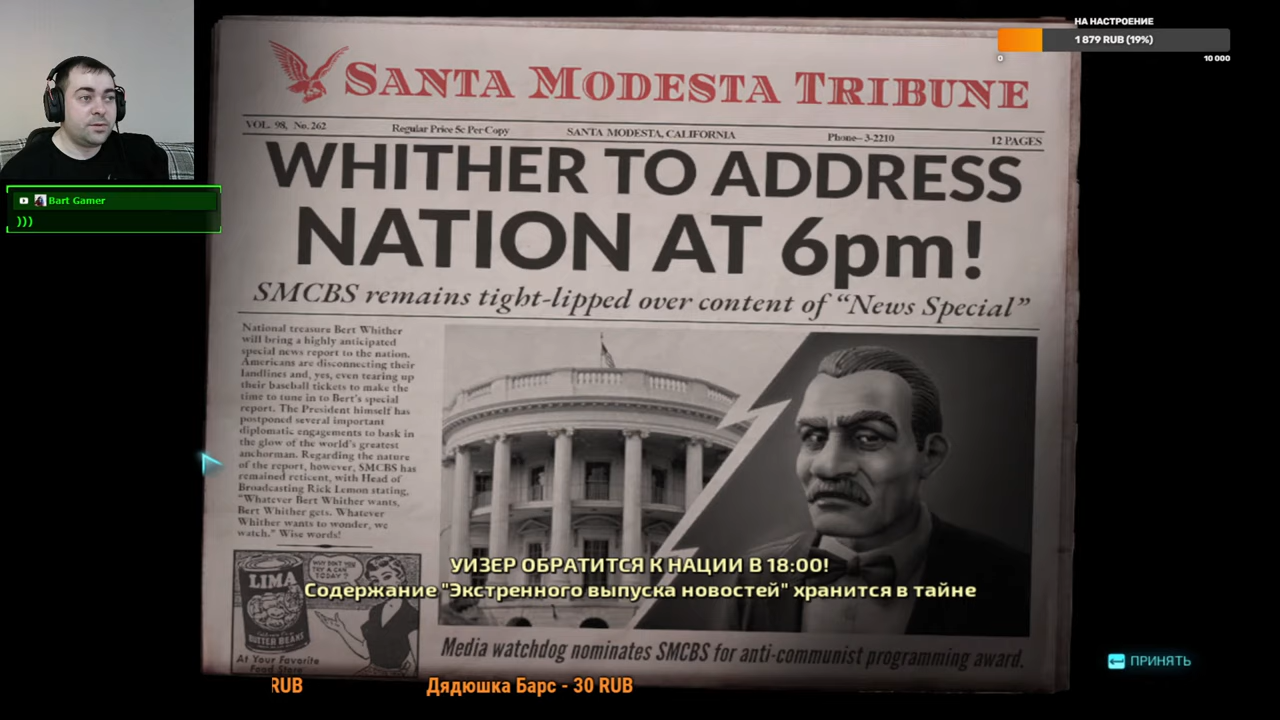 НА НАСТРОЕНИЕ
1 879 RUB (19%)
0
10 000
Bart Gamer
)))
SANTA MODESTA TRIBUNE
VOL. 98, No. 262
Regular Price 5c Per Copy
SANTA MODESTA, CALIFORNIA
Phone–3-2210
12 PAGES
WHITHER TO ADDRESS
NATION AT 6pm!
SMCBS remains tight-lipped over content of “News Special”
National treasure Bert Whither
will bring a highly anticipated
special news report to the nation.
Americans are disconnecting their
landlines and, yes, even tearing up
their baseball tickets to make the
time to tune in to Bert's special
report. The President himself has
postponed several important
diplomatic engagements to bask in
the glow of the world's greatest
anchorman. Regarding the nature
of the report, however, SMCBS has
remained reticent, with Head of
Broadcasting Rick Lemon stating,
"Whatever Bert Whither wants,
Bert Whither gets. Whatever
Whither wants to wonder, we
watch." Wise words!
LIMA
BUTTER BEANS
WHY DON'T YOU
TRY A CAN
TODAY?
At Your Favorite
Food Store
УИЗЕР ОБРАТИТСЯ К НАЦИИ В 18:00!
Содержание "Экстренного выпуска новостей" хранится в тайне
Media watchdog nominates SMCBS for anti-communist programming award.
ПРИНЯТЬ
RUB
Дядюшка Барс - 30 RUB